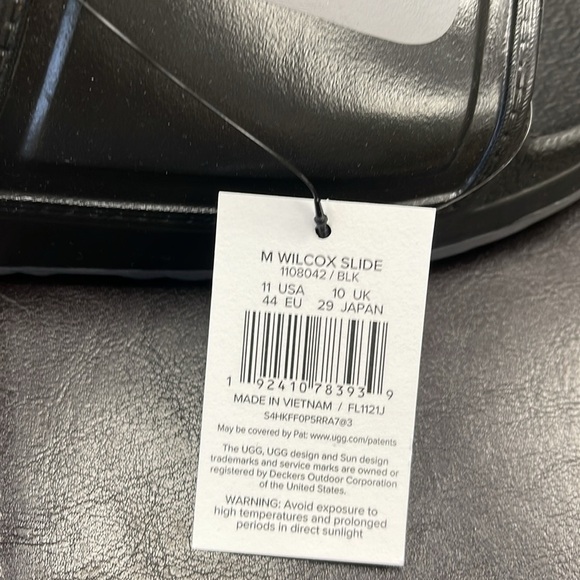 M WILCOX SLIDE
1108042 / BLK
11 USA 10 UK
44 EU 29 JAPAN
1 92410 78393 9
MADE IN VIETNAM / FL1121J
S4HKFF0P5RRA7@3
May be covered by Pat: www.ugg.com/patents
The UGG, UGG design and Sun design
trademarks and service marks are owned or
registered by Deckers Outdoor Corporation
of the United States.
WARNING: Avoid exposure to
high temperatures and prolonged
periods in direct sunlight